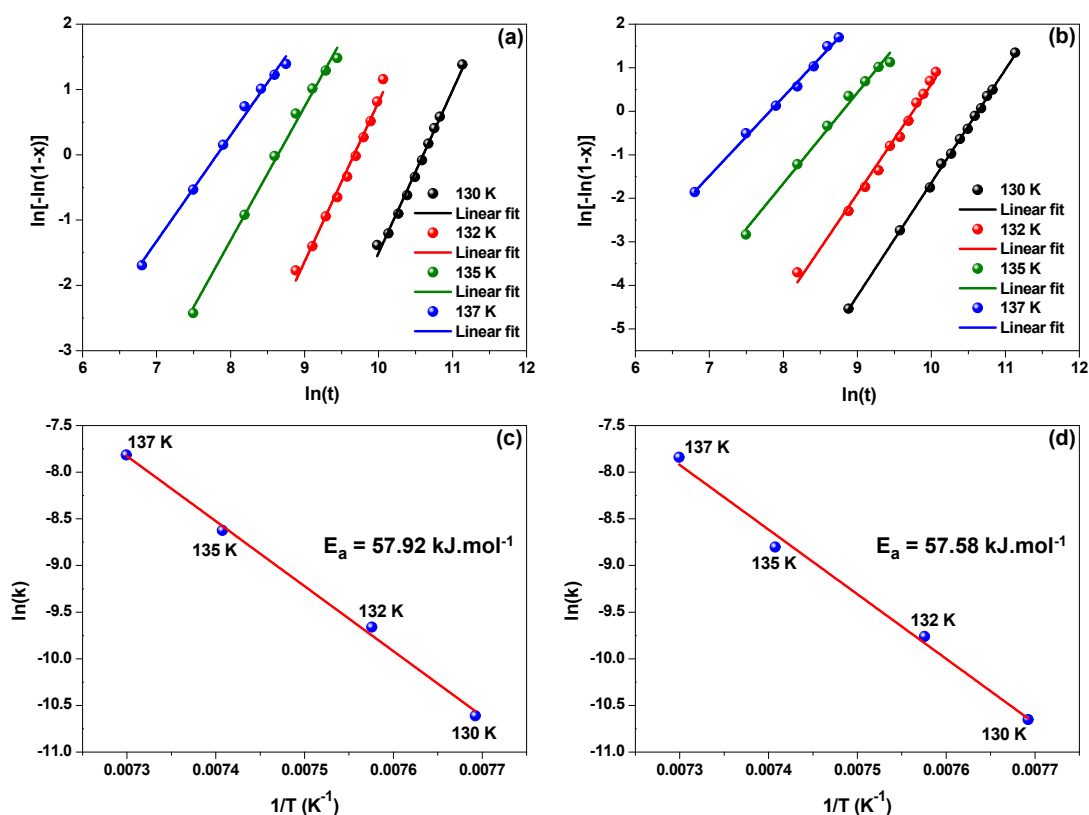 (a)
2
1
0
-1
-2
-3
ln[-ln(1-x)]
130 K
Linear fit
132 K
Linear fit
135 K
Linear fit
137 K
Linear fit
6 7 8 9 10 11 12
ln(t)
(b)
2
1
0
-1
-2
-3
-4
-5
ln[-ln(1-x)]
130 K
Linear fit
132 K
Linear fit
135 K
Linear fit
137 K
Linear fit
6 7 8 9 10 11 12
ln(t)
(c)
-7.5
-8.0
-8.5
-9.0
-9.5
-10.0
-10.5
-11.0
ln(k)
137 K
135 K
Eₐ = 57.92 kJ.mol⁻¹
132 K
130 K
0.0073 0.0074 0.0075 0.0076 0.0077
1/T (K⁻¹)
(d)
-7.5
-8.0
-8.5
-9.0
-9.5
-10.0
-10.5
-11.0
ln(k)
137 K
135 K
Eₐ = 57.58 kJ.mol⁻¹
132 K
130 K
0.0073 0.0074 0.0075 0.0076 0.0077
1/T (K⁻¹)